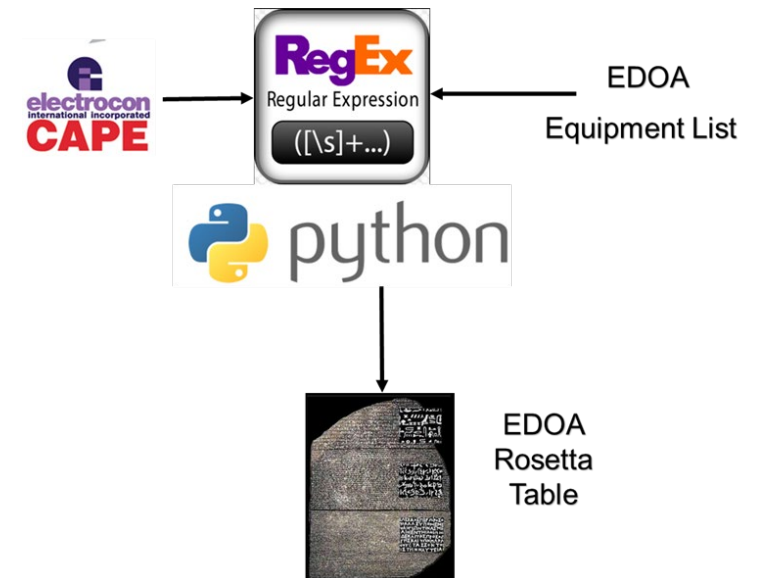 electrocon
international incorporated
CAPE
RegEx
Regular Expression
([\s]+...)
EDOA
Equipment List
python
EDOA
Rosetta
Table